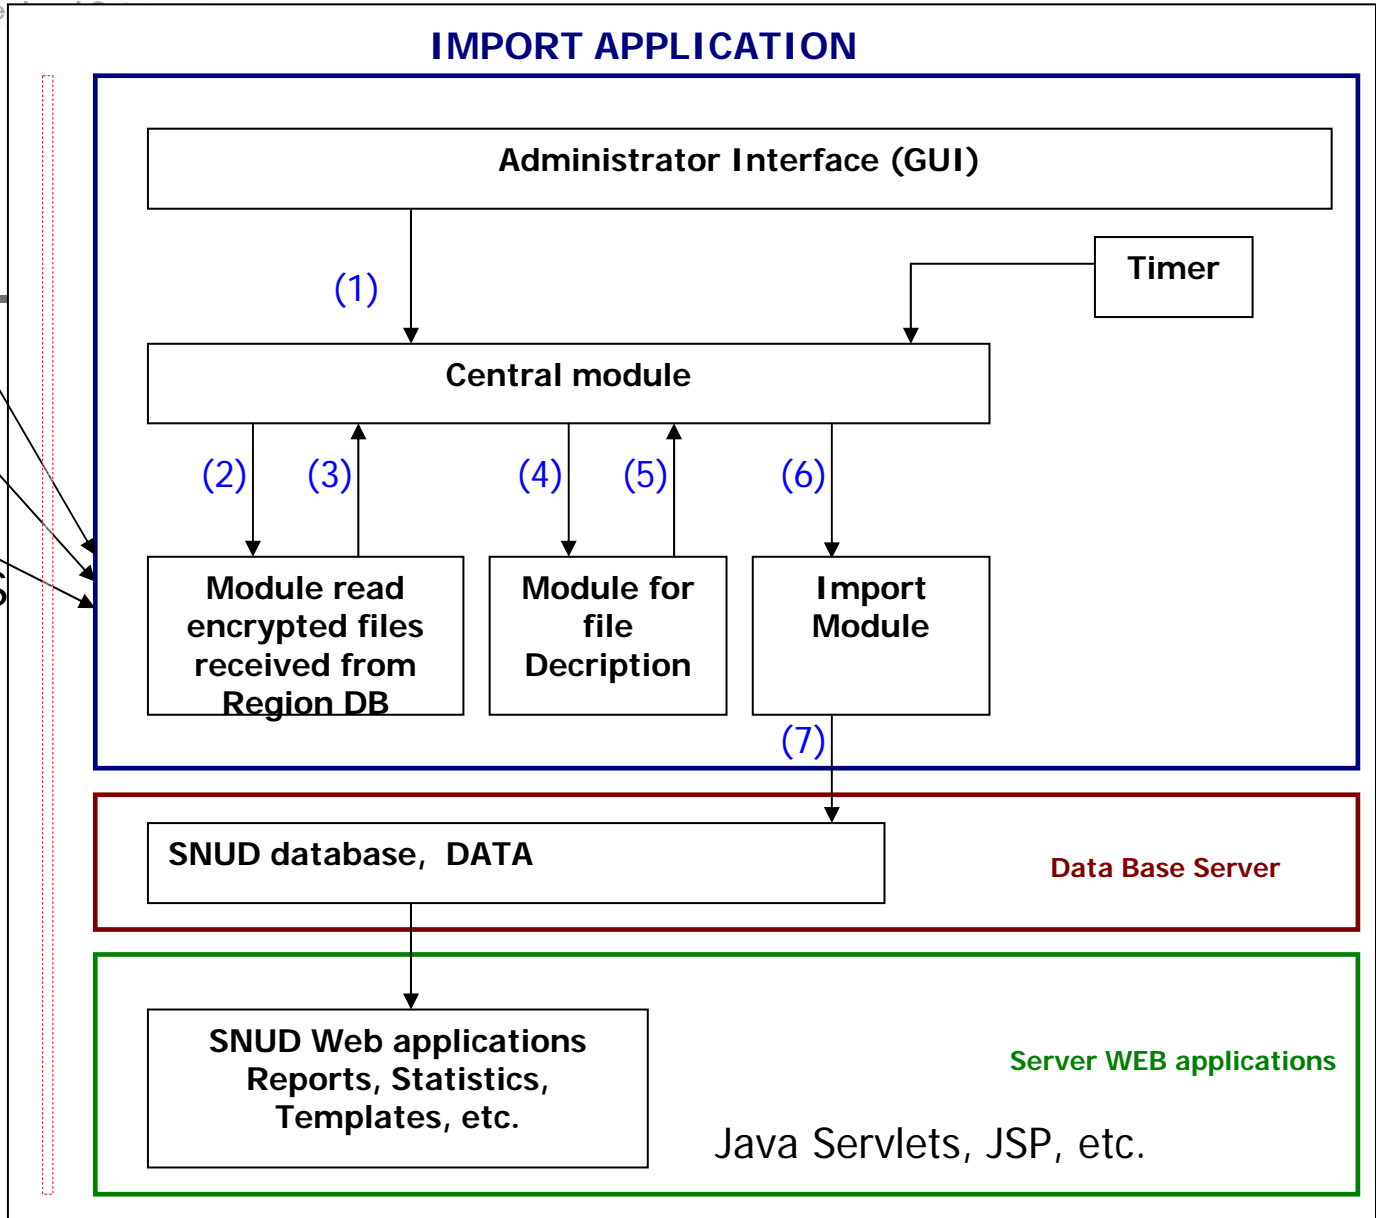 IMPORT APPLICATION
Administrator Interface (GUI)
Timer
(1)
Central module
(2)
(3)
(4)
(5)
(6)
Module read
encrypted files
received from
Region DB
Module for
file
Decription
Import
Module
(7)
SNUD database,  DATA
Data Base Server
SNUD Web applications
Reports, Statistics,
Templates, etc.
Server WEB applications
Java Servlets, JSP, etc.